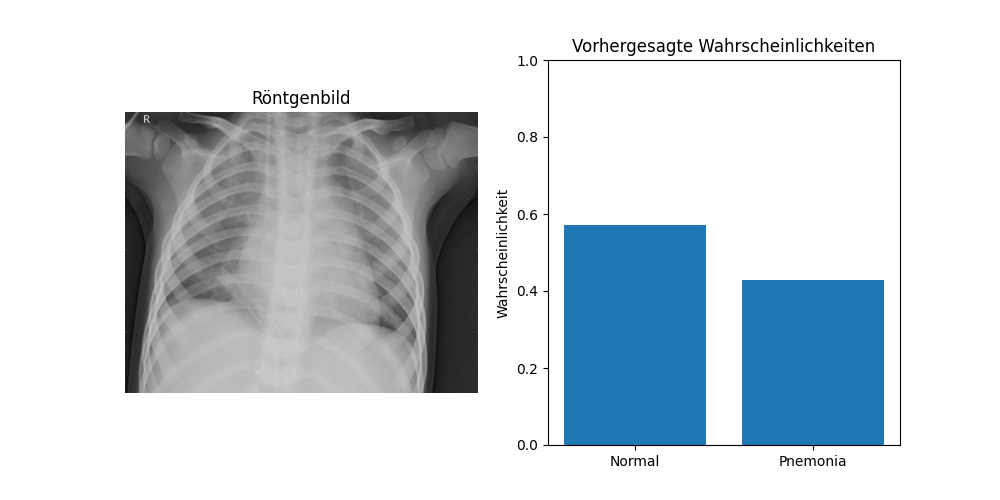 Röntgenbild
R
Vorhergesagte Wahrscheinlichkeiten
Wahrscheinlichkeit
1.0
0.8
0.6
0.4
0.2
0.0
Normal
Pnemonia